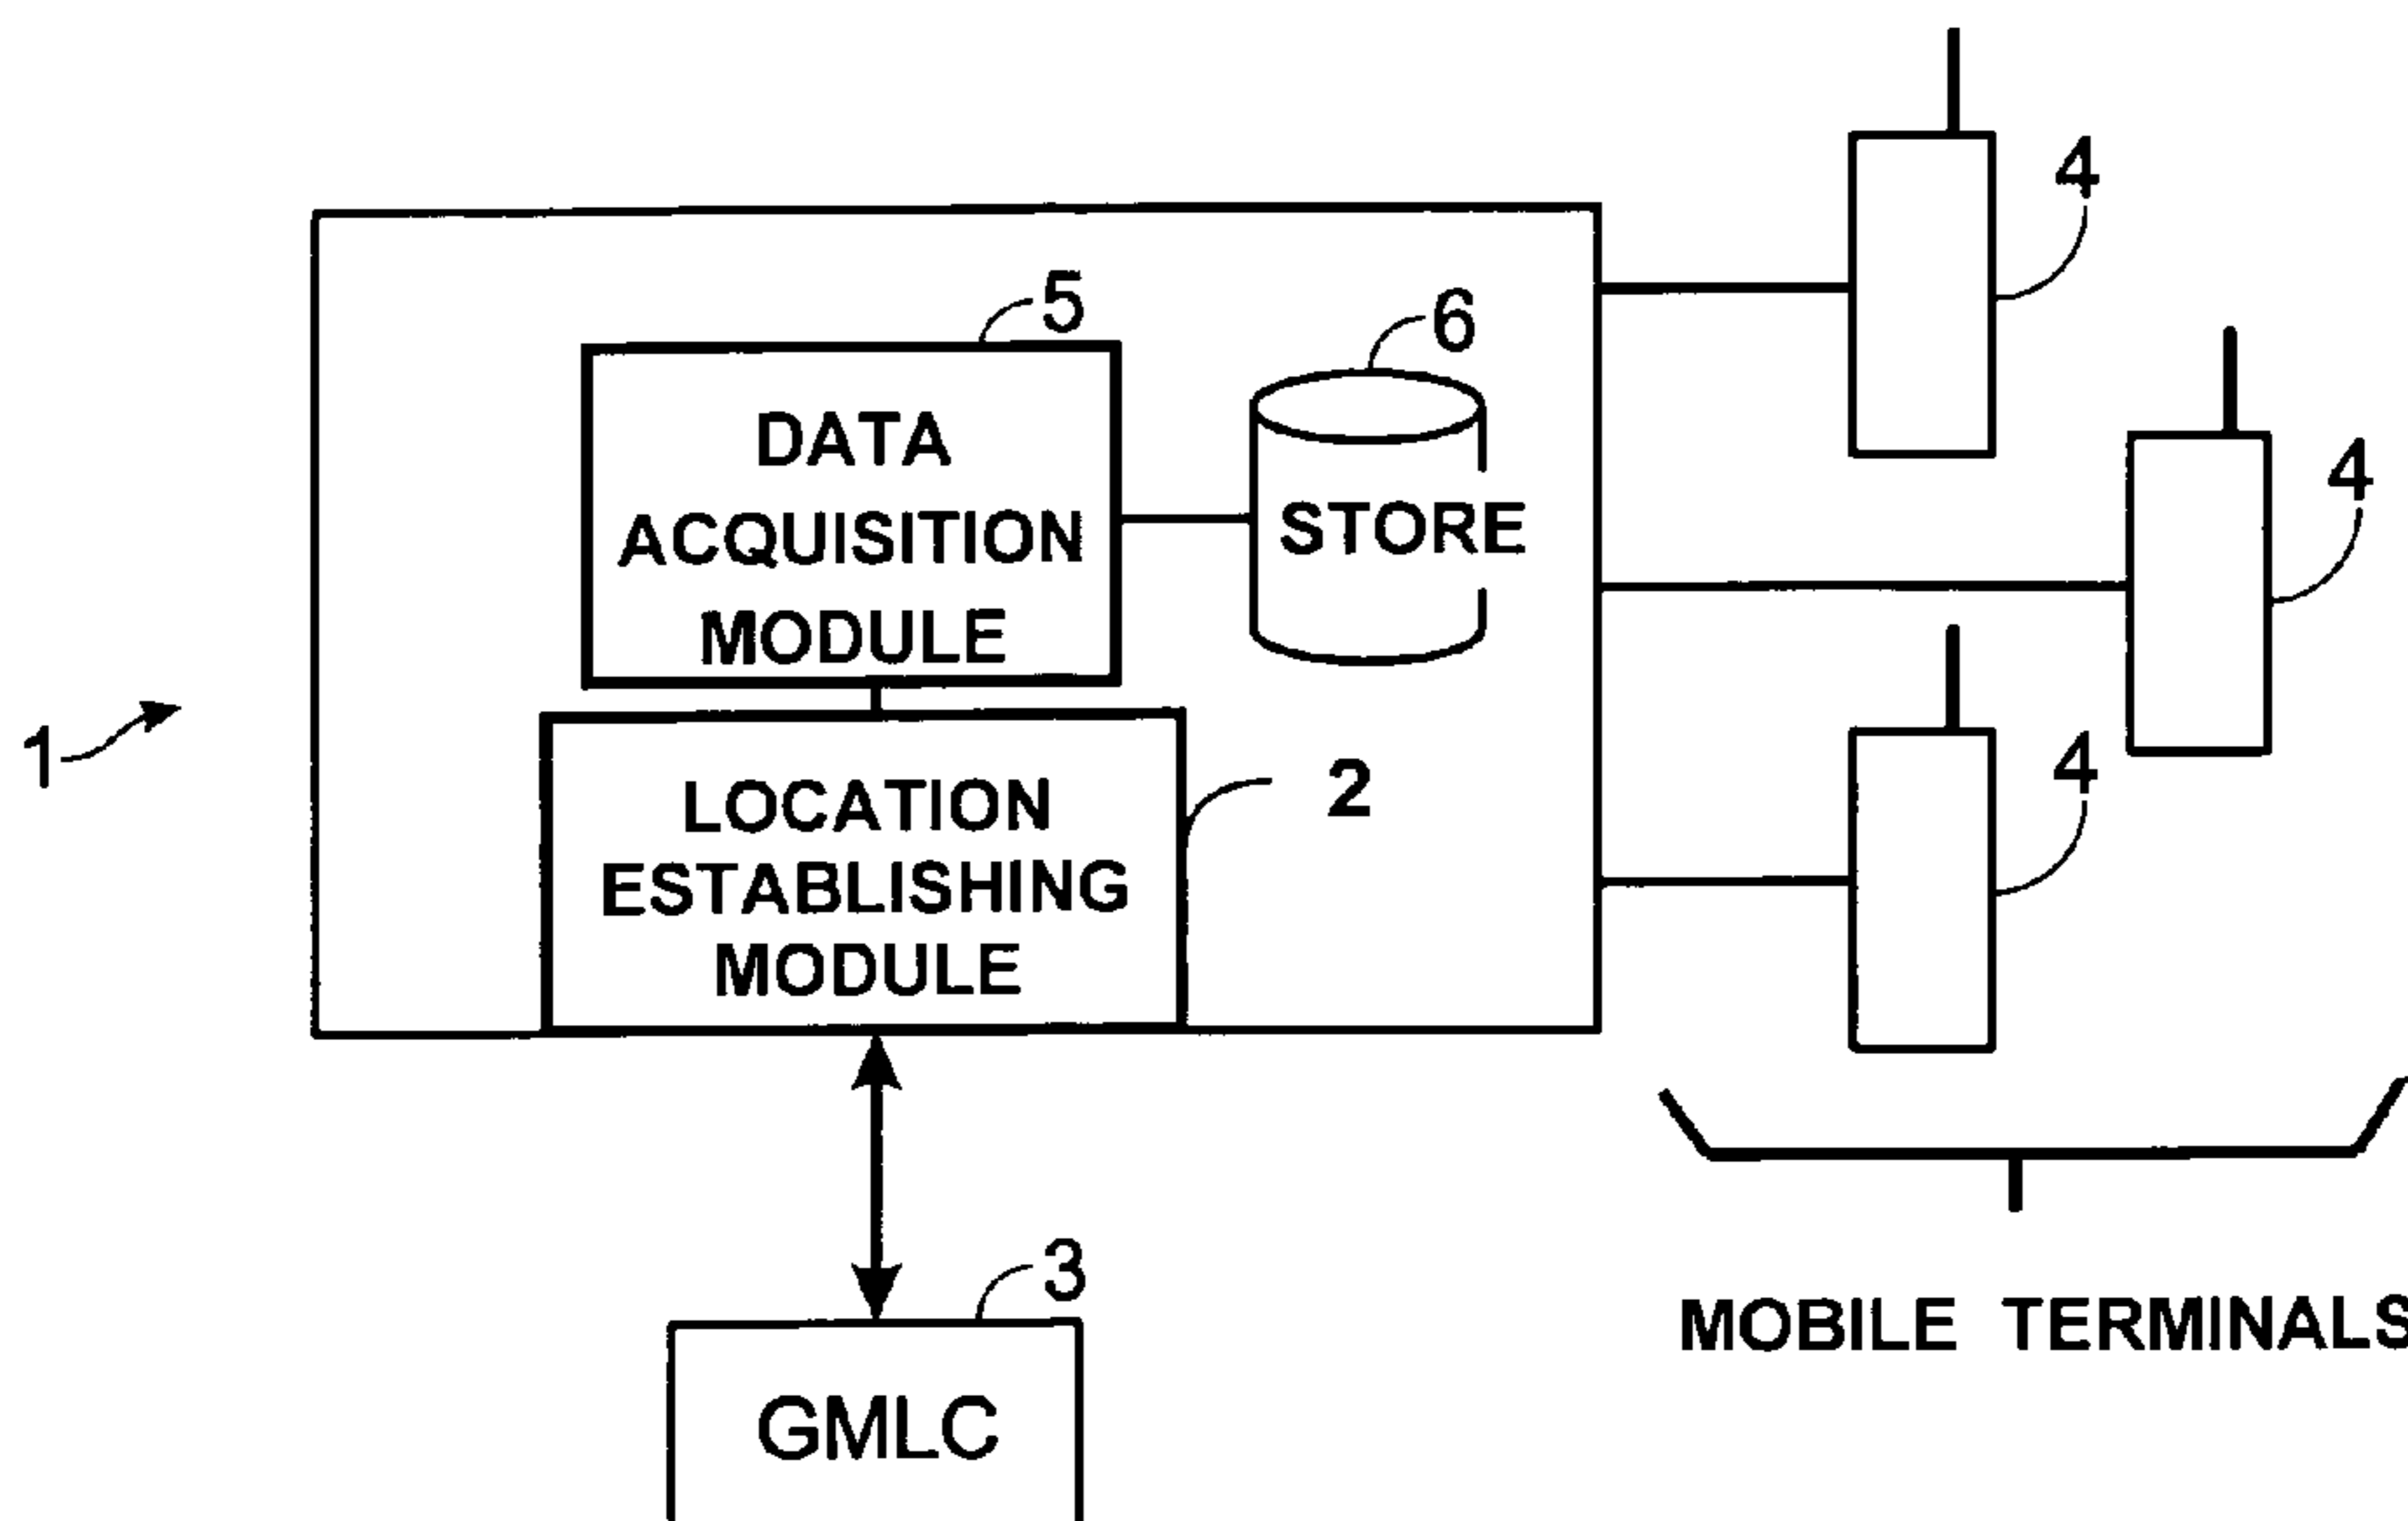 4
5
6
4
DATA
ACQUISITION
MODULE
STORE
1
2
4
LOCATION
ESTABLISHING
MODULE
3
MOBILE TERMINALS
GMLC